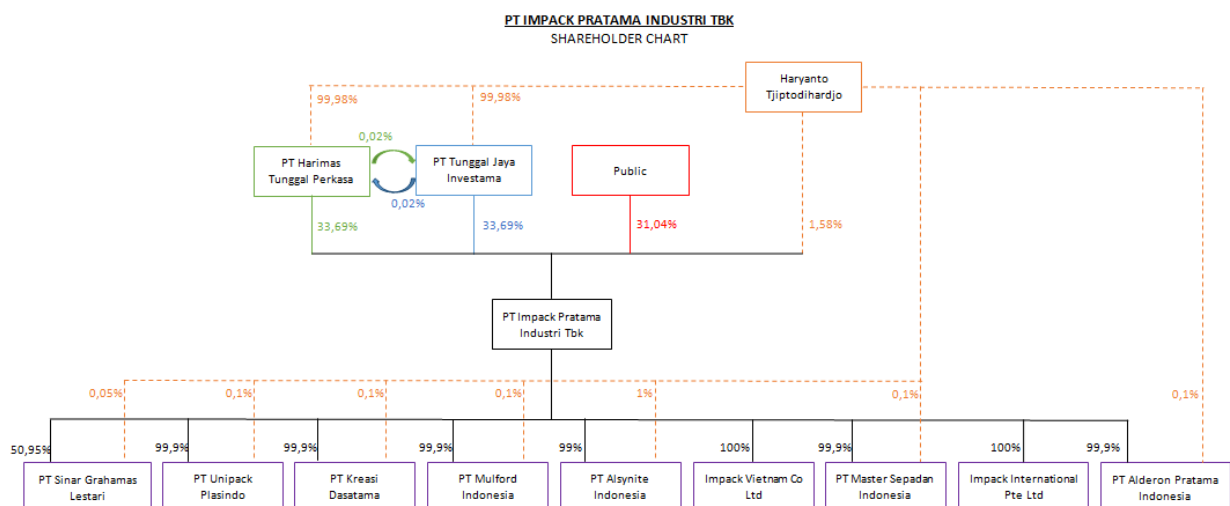 PT IMPACK PRATAMA INDUSTRI TBK
SHAREHOLDER CHART
Haryanto
Tjiptodihardjo
99,98%
99,98%
0,02%
PT Harimas
Tunggal Perkasa
PT Tunggal Jaya
Investama
Public
0,02%
33,69%
33,69%
31,04%
1,58%
PT Impack Pratama
Industri Tbk
0,05%
0,1%
0,1%
0,1%
1%
0,1%
0,1%
50,95%
99,9%
99,9%
99,9%
99%
100%
99,9%
100%
99,9%
PT Sinar Grahamas
Lestari
PT Unipack
Plasindo
PT Kreasi
Dasatama
PT Mulford
Indonesia
PT Alsynite
Indonesia
Impack Vietnam Co
Ltd
PT Master Sepadan
Indonesia
Impack International
Pte Ltd
PT Alderon Pratama
Indonesia